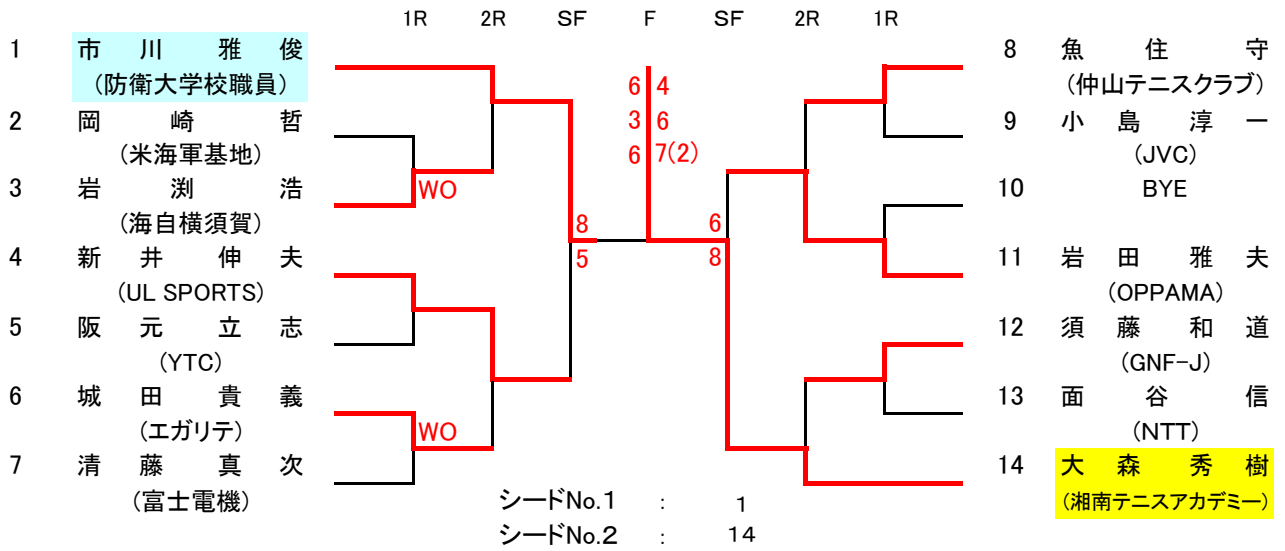 1R 2R SF F SF 2R 1R
1 市川雅俊
(防衛大学校職員)
2 岡崎哲
(米海軍基地)
3 岩渕浩
(海自横須賀)
4 新井伸夫
(UL SPORTS)
5 阪元立志
(YTC)
6 城田貴義
(エガリテ)
7 清藤真次
(富士電機)
WO
WO
8
5
6 4
3 6
6 7(2)
6
8
8 魚住守
(仲山テニスクラブ)
9 小島淳一
(JVC)
10 BYE
11 岩田雅夫
(OPPAMA)
12 須藤和道
(GNF-J)
13 面谷信
(NTT)
14 大森秀樹
(湘南テニスアカデミー)
シードNo.1 : 1
シードNo.2 : 14